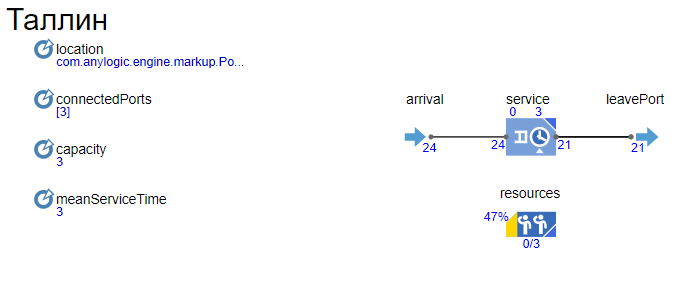 Таллин
location
com.anylogic.engine.markup.Po...
connectedPorts
[3]
capacity
3
meanServiceTime
3
arrival
service
leavePort
0 3
24
24
21
21
resources
47%
0/3